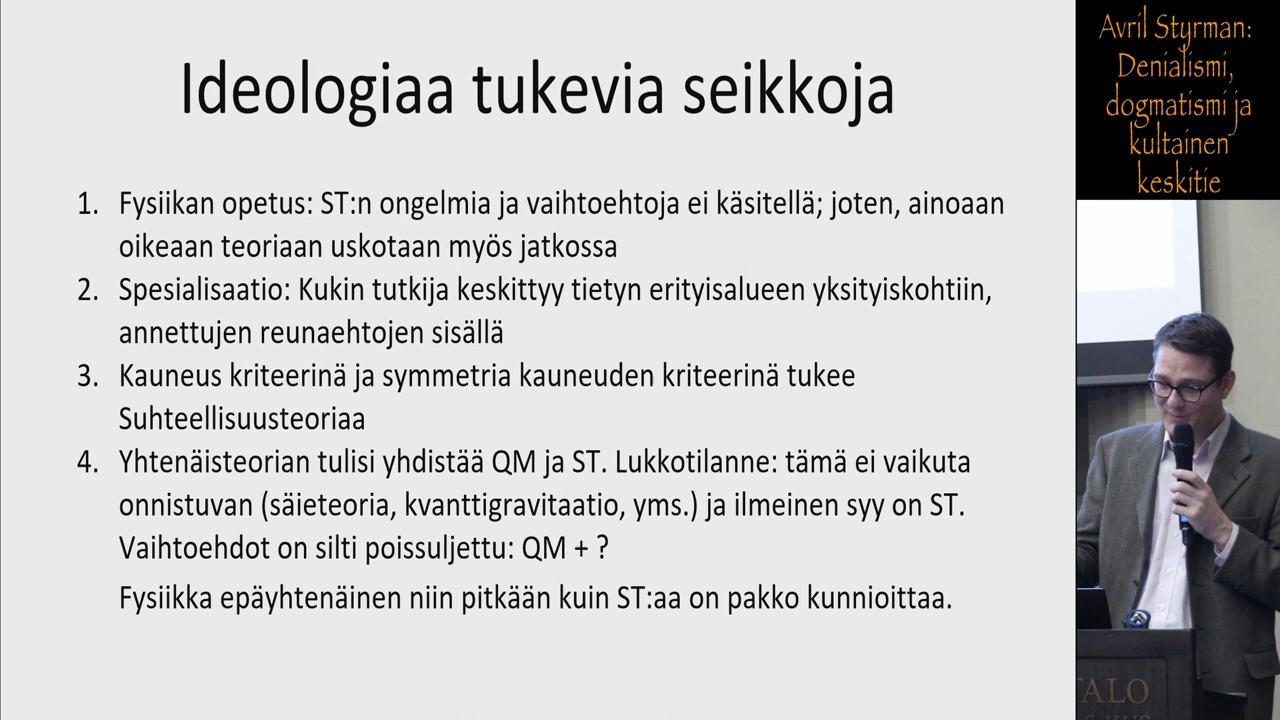 Ideologiaa tukevia seikkoja
1. Fysiikan opetus: ST:n ongelmia ja vaihtoehtoja ei käsitellä; joten, ainoaan
oikeaan teoriaan uskotaan myös jatkossa
2. Spesialisaatio: Kukin tutkija keskittyy tietyn erityisalueen yksityiskohtiin,
annettujen reunaehtojen sisällä
3. Kauneus kriteerinä ja symmetria kauneuden kriteerinä tukee
Suhteellisuusteoriaa
4. Yhtenäisteorian tulisi yhdistää QM ja ST. Lukkotilanne: tämä ei vaikuta
onnistuvan (säieteoria, kvanttigravitaatio, yms.) ja ilmeinen syy on ST.
Vaihtoehdot on silti poissuljettu: QM + ?
Fysiikka epäyhtenäinen niin pitkään kuin ST:aa on pakko kunnioittaa.
Avril Styrman:
Denialismi,
dogmatismi ja
kultainen
keskitie
TALO